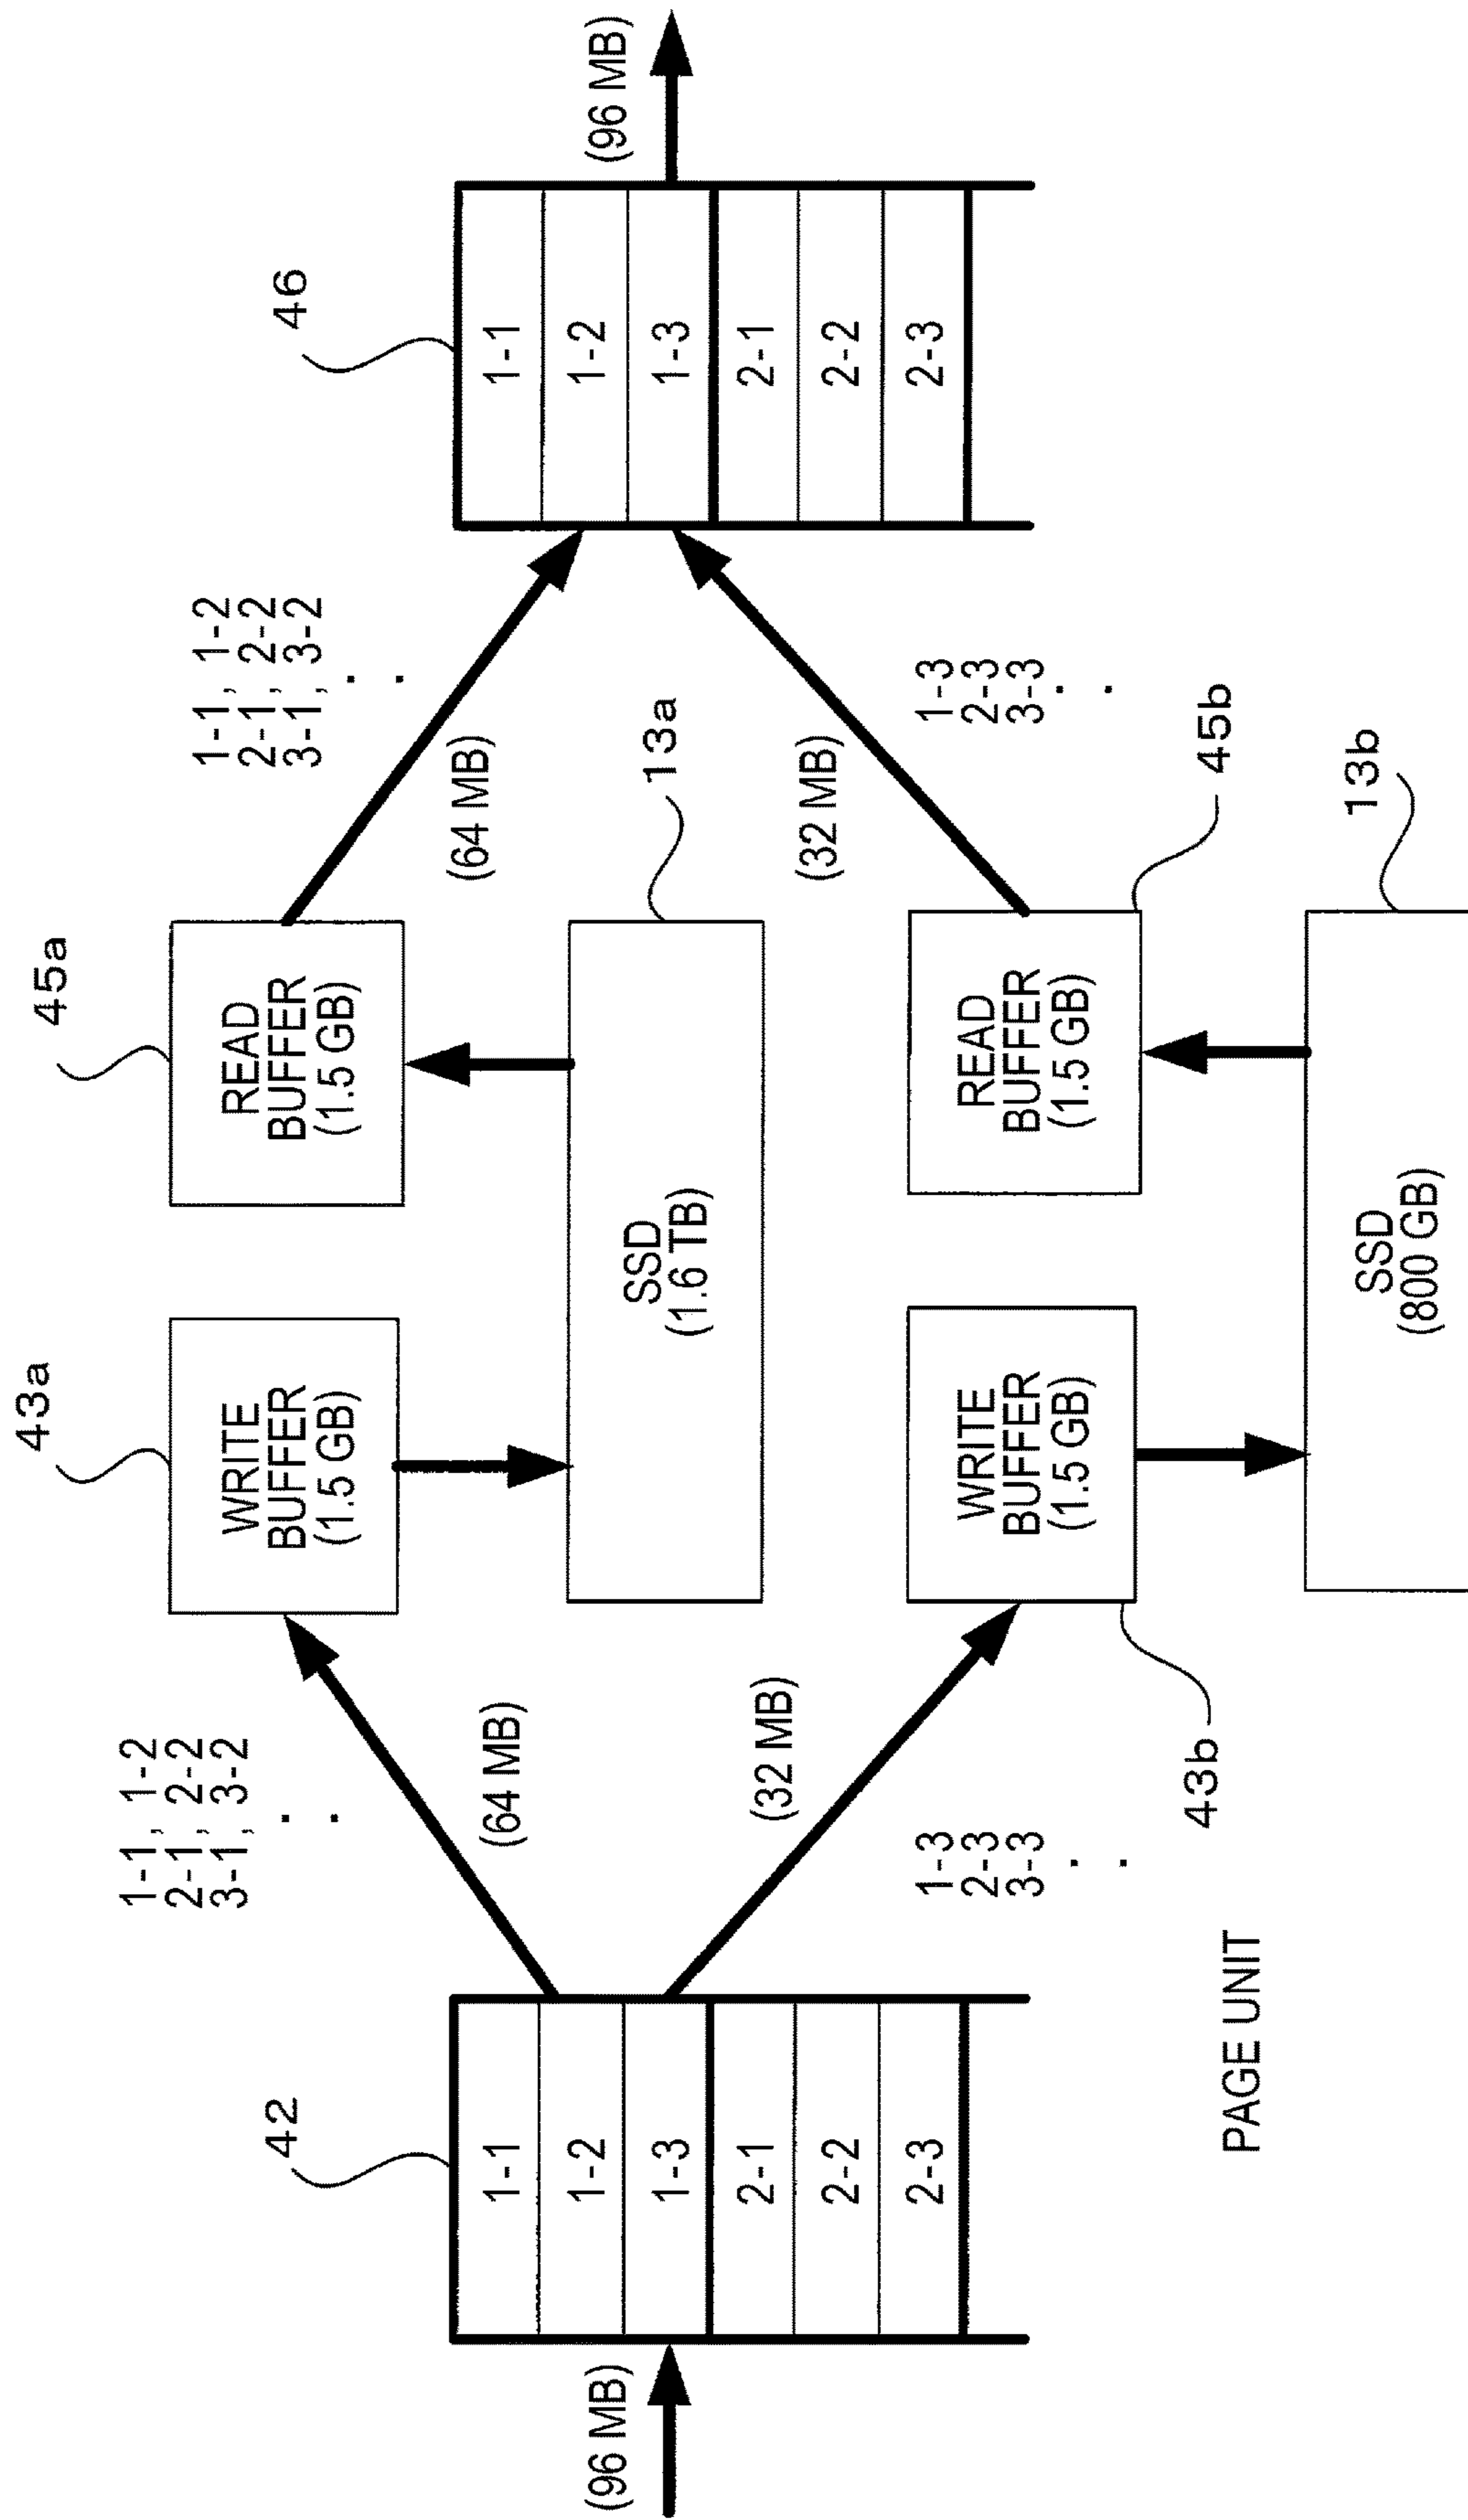 (96 MB)
42
1-1
1-2
1-3
2-1
2-2
2-3
1-1, 1-2
2-1, 2-2
3-1, 3-2
.
.
(64 MB)
(32 MB)
1-3
2-3
3-3
.
.
PAGE UNIT
43a
WRITE
BUFFER
(1.5 GB)
45a
READ
BUFFER
(1.5 GB)
SSD
(1.6 TB)
13a
43b
WRITE
BUFFER
(1.5 GB)
READ
BUFFER
(1.5 GB)
45b
SSD
(800 GB)
13b
1-1, 1-2
2-1, 2-2
3-1, 3-2
.
.
(64 MB)
(32 MB)
1-3
2-3
3-3
.
.
46
1-1
1-2
1-3
2-1
2-2
2-3
(96 MB)